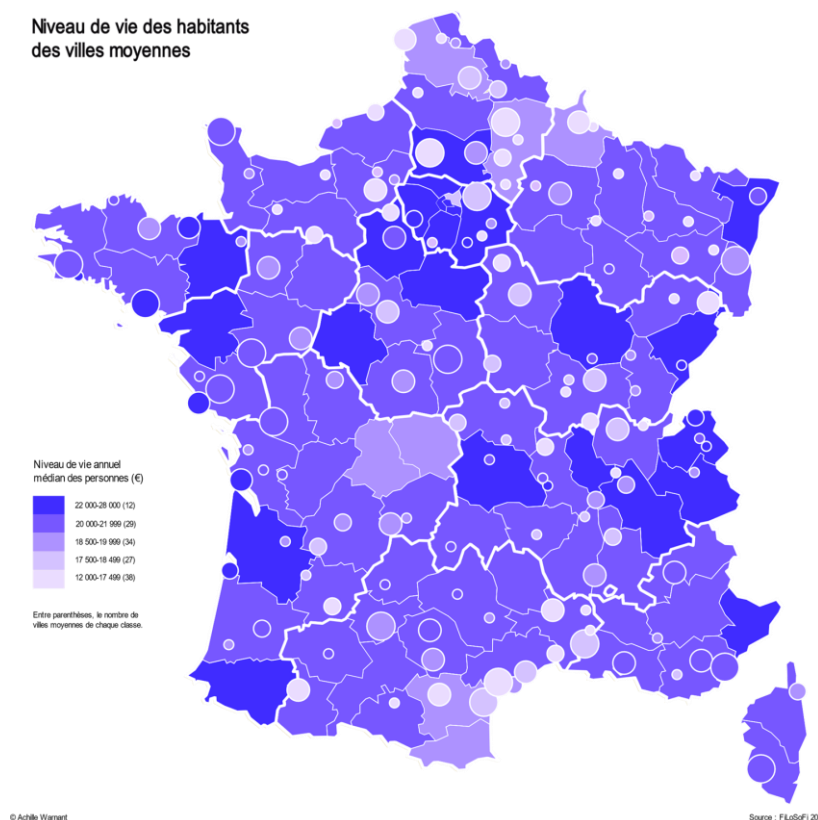 Niveau de vie des habitants
des villes moyennes
Niveau de vie annuel
médian des personnes (€)
22 000-28 000 (12)
20 000-21 999 (29)
18 500-19 999 (34)
17 500-18 499 (27)
12 000-17 499 (38)
Entre parenthèses, le nombre de
villes moyennes de chaque classe.
© Achille Warnant
Source : FiLoSoFi 20